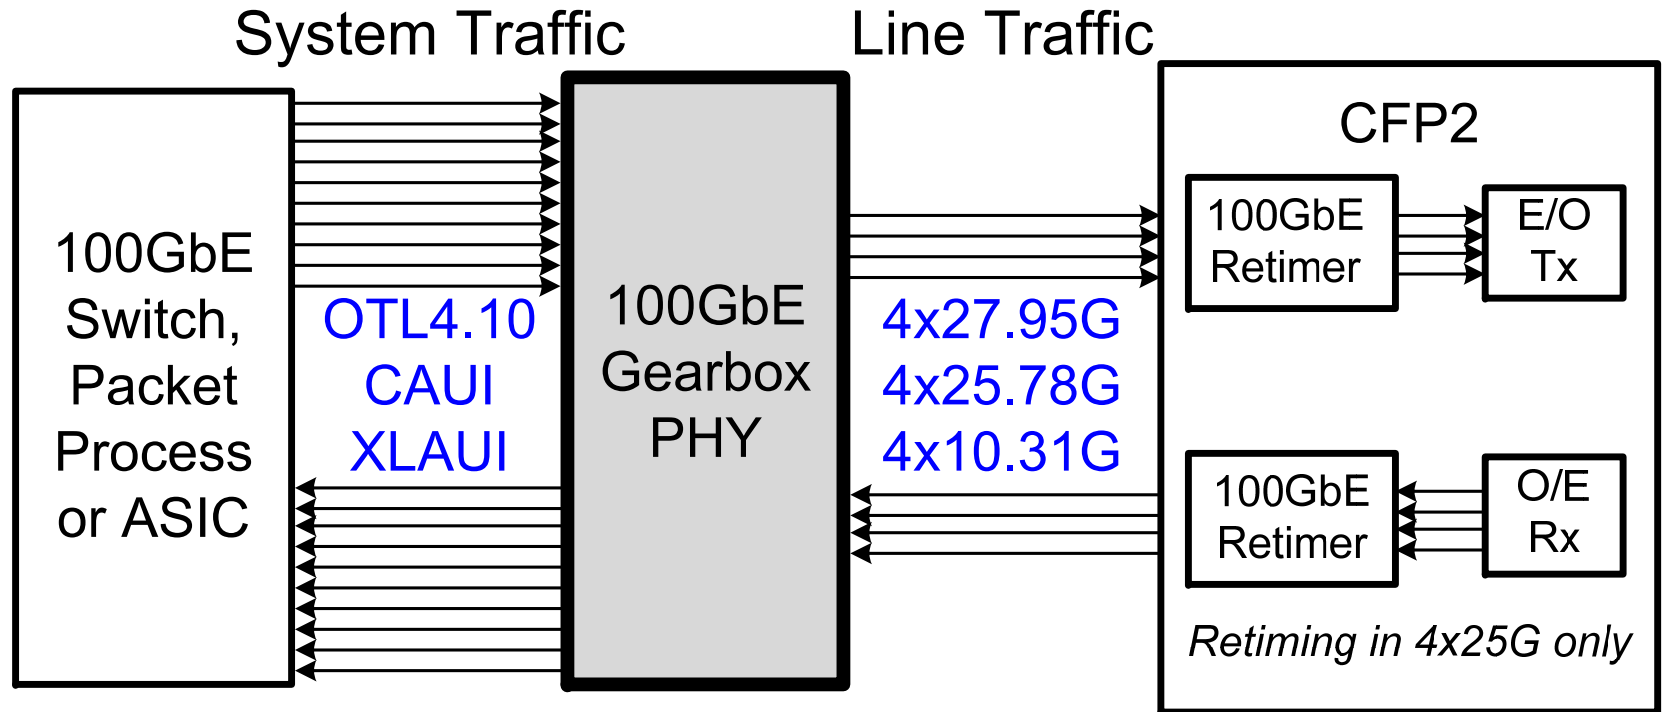 System Traffic
Line Traffic
100GbE
Switch,
Packet
Process
or ASIC
OTL4.10
CAUI
XLAUI
100GbE
Gearbox
PHY
4x27.95G
4x25.78G
4x10.31G
CFP2
100GbE
Retimer
E/O
Tx
100GbE
Retimer
O/E
Rx
Retiming in 4x25G only